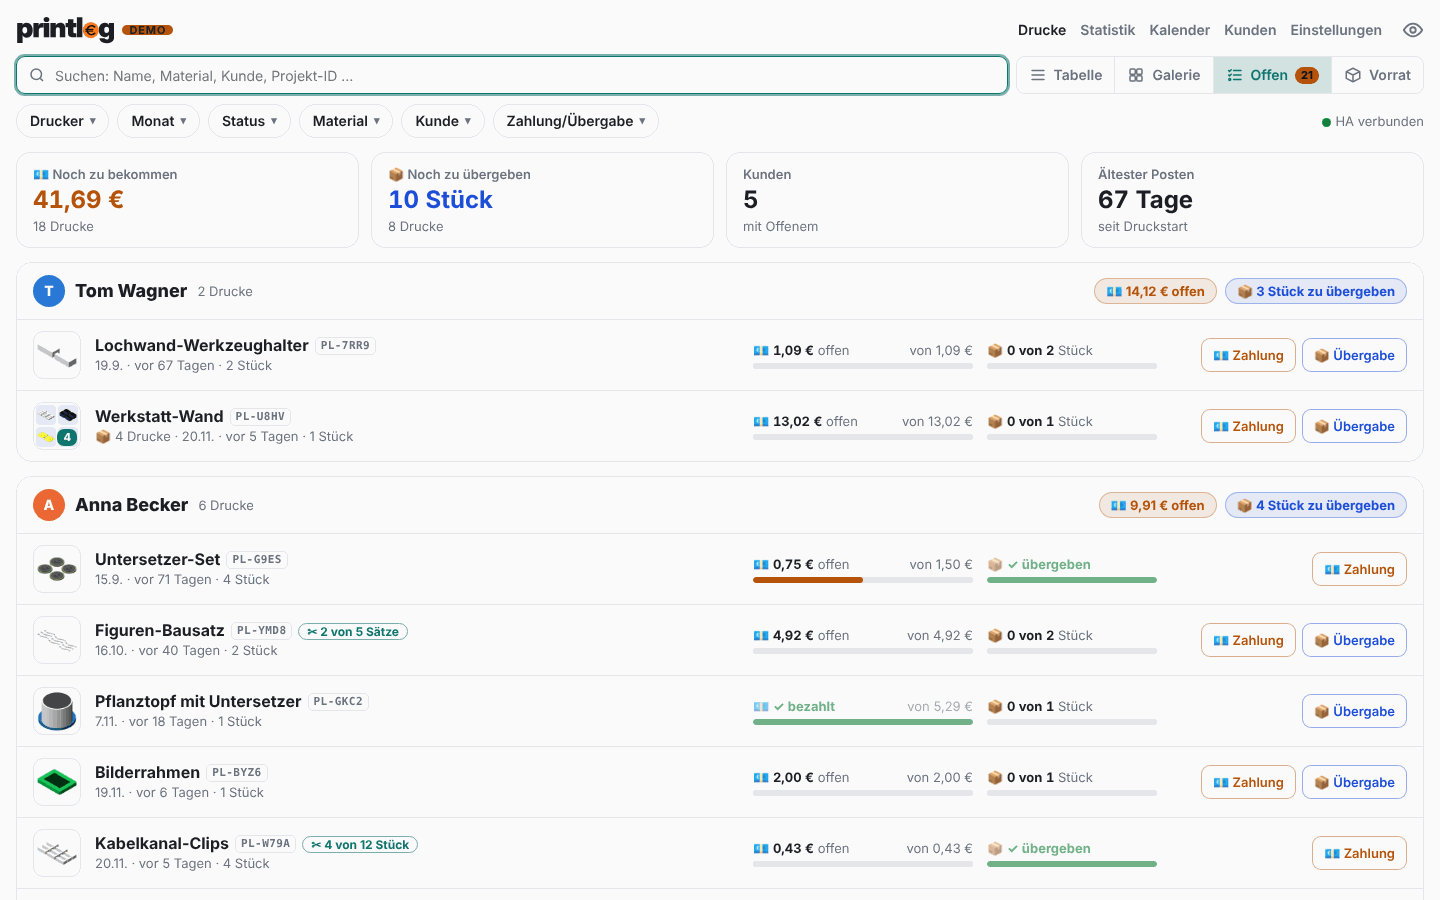 printl€g DEMO
Drucke Statistik Kalender Kunden Einstellungen
Suchen: Name, Material, Kunde, Projekt-ID ...
Tabelle Galerie Offen 21 Vorrat
Drucker ▾ Monat ▾ Status ▾ Material ▾ Kunde ▾ Zahlung/Übergabe ▾
HA verbunden
Noch zu bekommen
41,69 €
18 Drucke
Noch zu übergeben
10 Stück
8 Drucke
Kunden
5
mit Offenem
Ältester Posten
67 Tage
seit Druckstart
T Tom Wagner 2 Drucke
14,12 € offen 3 Stück zu übergeben
Lochwand-Werkzeughalter PL-7RR9
19.9. · vor 67 Tagen · 2 Stück
1,09 € offen von 1,09 € 0 von 2 Stück
Zahlung Übergabe
Werkstatt-Wand PL-U8HV
4
4 Drucke · 20.11. · vor 5 Tagen · 1 Stück
13,02 € offen von 13,02 € 0 von 1 Stück
Zahlung Übergabe
A Anna Becker 6 Drucke
9,91 € offen 4 Stück zu übergeben
Untersetzer-Set PL-G9ES
15.9. · vor 71 Tagen · 4 Stück
0,75 € offen von 1,50 € ✓ übergeben
Zahlung
Figuren-Bausatz PL-YMD8 ✂ 2 von 5 Sätze
16.10. · vor 40 Tagen · 2 Stück
4,92 € offen von 4,92 € 0 von 2 Stück
Zahlung Übergabe
Pflanztopf mit Untersetzer PL-GKC2
7.11. · vor 18 Tagen · 1 Stück
✓ bezahlt von 5,29 € 0 von 1 Stück
Übergabe
Bilderrahmen PL-BYZ6
19.11. · vor 6 Tagen · 1 Stück
2,00 € offen von 2,00 € 0 von 1 Stück
Zahlung Übergabe
Kabelkanal-Clips PL-W79A ✂ 4 von 12 Stück
20.11. · vor 5 Tagen · 4 Stück
0,43 € offen von 0,43 € ✓ übergeben
Zahlung